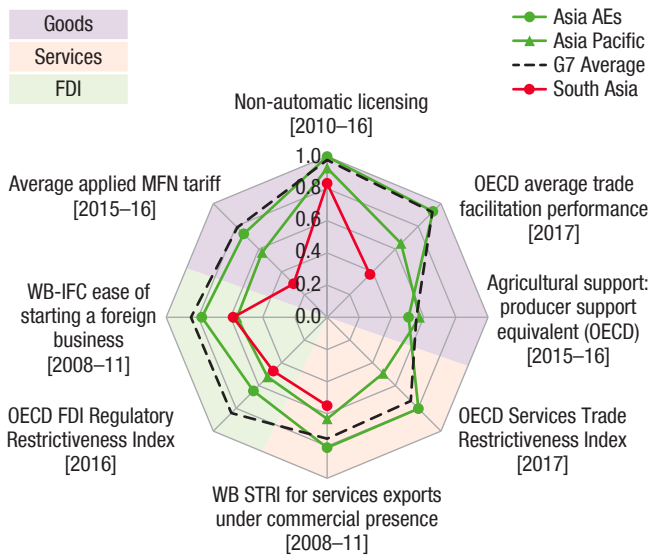 Goods
Services
FDI
Asia AEs
Asia Pacific
G7 Average
South Asia
Non-automatic licensing
[2010–16]
OECD average trade
facilitation performance
[2017]
Agricultural support:
producer support
equivalent (OECD)
[2015–16]
OECD Services Trade
Restrictiveness Index
[2017]
WB STRI for services exports
under commercial presence
[2008–11]
OECD FDI Regulatory
Restrictiveness Index
[2016]
WB-IFC ease of
starting a foreign
business
[2008–11]
Average applied MFN tariff
[2015–16]
1.0
0.8
0.6
0.4
0.2
0.0